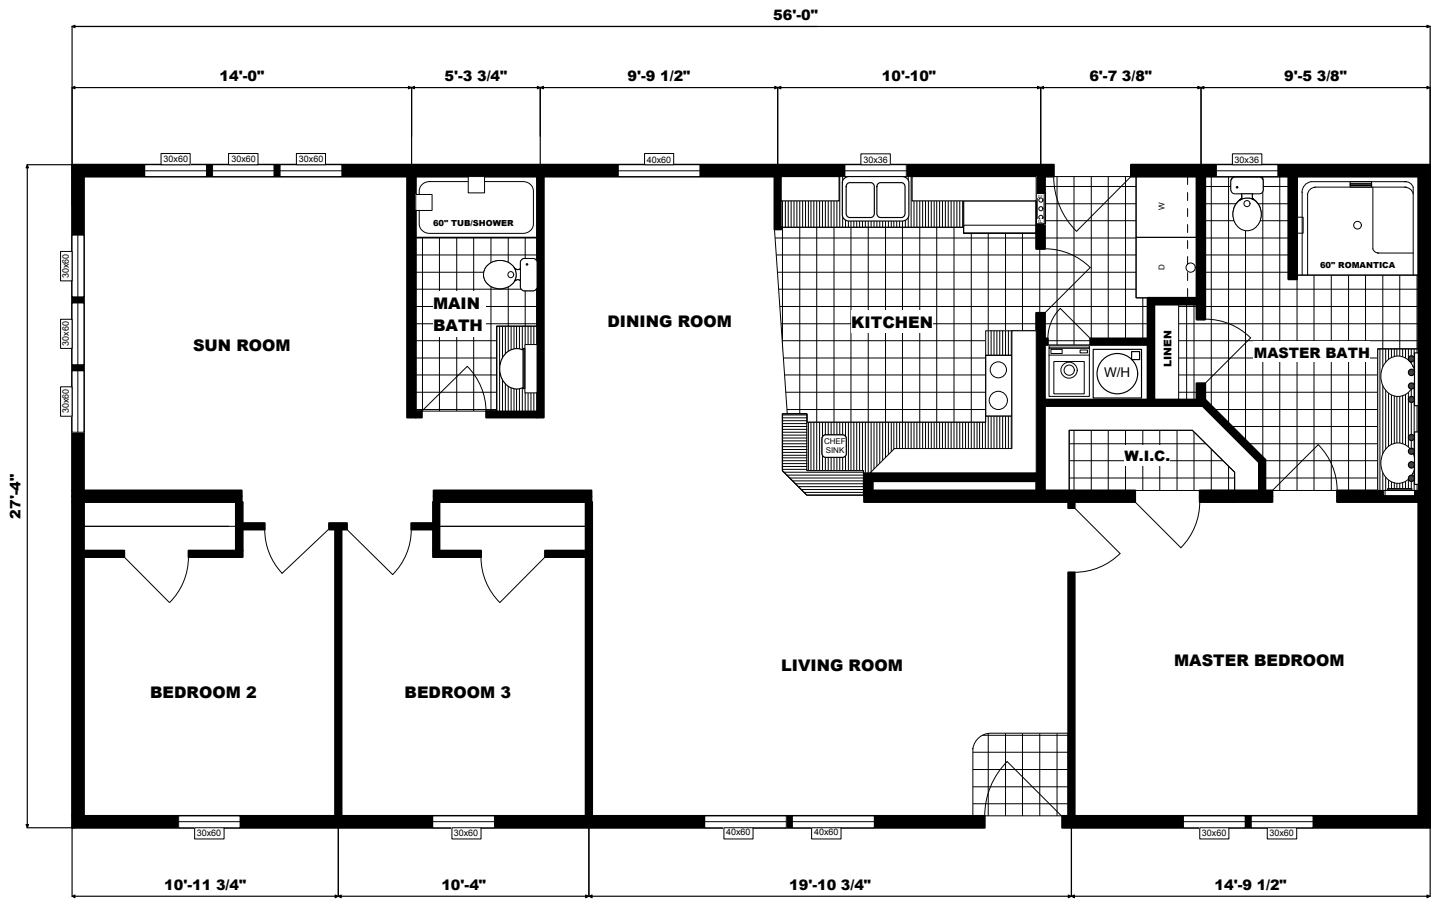 56'-0"
14'-0" 5'-3 3/4" 9'-9 1/2" 10'-10" 6'-7 3/8" 9'-5 3/8"
30x60 30x60 30x60 40x60 30x36 30x36
60" TUB/SHOWER
W
D
60" ROMANTICA
30x60
30x60
30x60
MAIN
BATH
SUN ROOM
DINING ROOM
KITCHEN
LINEN
MASTER BATH
W/H
CHEF
SINK
W.I.C.
27'-4"
BEDROOM 2
BEDROOM 3
LIVING ROOM
MASTER BEDROOM
30x60 30x60 40x60 40x60 30x60 30x60
10'-11 3/4" 10'-4" 19'-10 3/4" 14'-9 1/2"